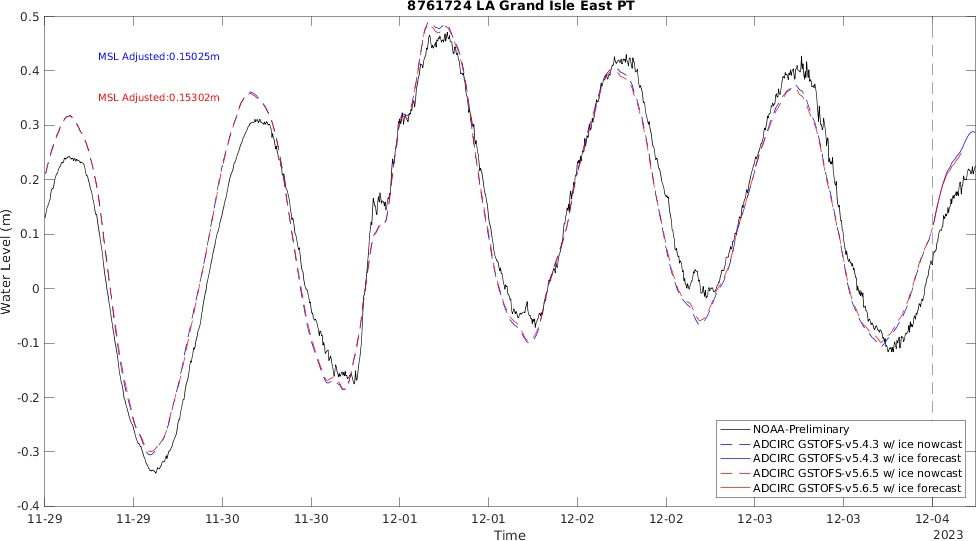 8761724 LA Grand Isle East PT
0.5
MSL Adjusted:0.15025m
0.4
MSL Adjusted:0.15302m
0.3
0.2
0.1
Water Level (m)
0
-0.1
-0.2
-0.3
-0.4
NOAA-Preliminary
ADCIRC GSTOFS-v5.4.3 w/ ice nowcast
ADCIRC GSTOFS-v5.4.3 w/ ice forecast
ADCIRC GSTOFS-v5.6.5 w/ ice nowcast
ADCIRC GSTOFS-v5.6.5 w/ ice forecast
11-29 11-29 11-30 11-30 12-01 12-01 12-02 12-02 12-03 12-03 12-04
Time
2023